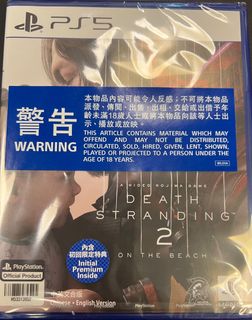 PS5
本物品內容可能令人反感；不可將本物品
派發、傳閱、出售、出租、交給或出借予年
齡未滿18歲人士或將本物品向該等人士出
示、播放或放映。
警告
WARNING
THIS ARTICLE CONTAINS MATERIAL WHICH MAY
OFFEND AND MAY NOT BE DISTRIBUTED,
CIRCULATED, SOLD, HIRED, GIVEN, LENT, SHOWN,
PLAYED OR PROJECTED TO A PERSON UNDER THE
AGE OF 18 YEARS.
A HIDEO KOJIMA GAME
DEATH
STRANDING
2
ON THE BEACH
內含
初回限定特典
Initial
Premium
Inside
PlayStation
Official Product
中英文合版
Chinese + English Version
PlayStation